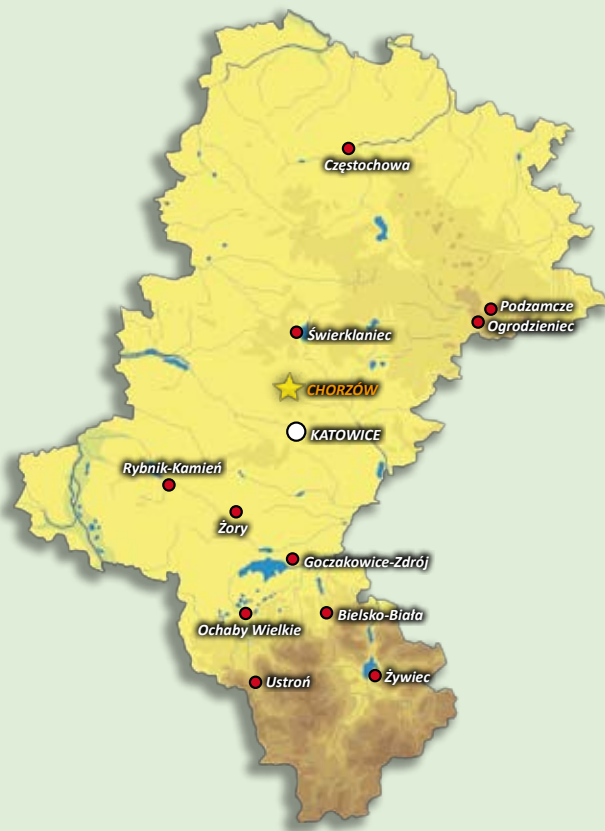 Częstochowa
Podzamcze
Ogrodzieniec
Świerklaniec
CHORZÓW
KATOWICE
Rybnik-Kamień
Żory
Goczakowice-Zdrój
Ochaby Wielkie
Bielsko-Biała
Ustroń
Żywiec